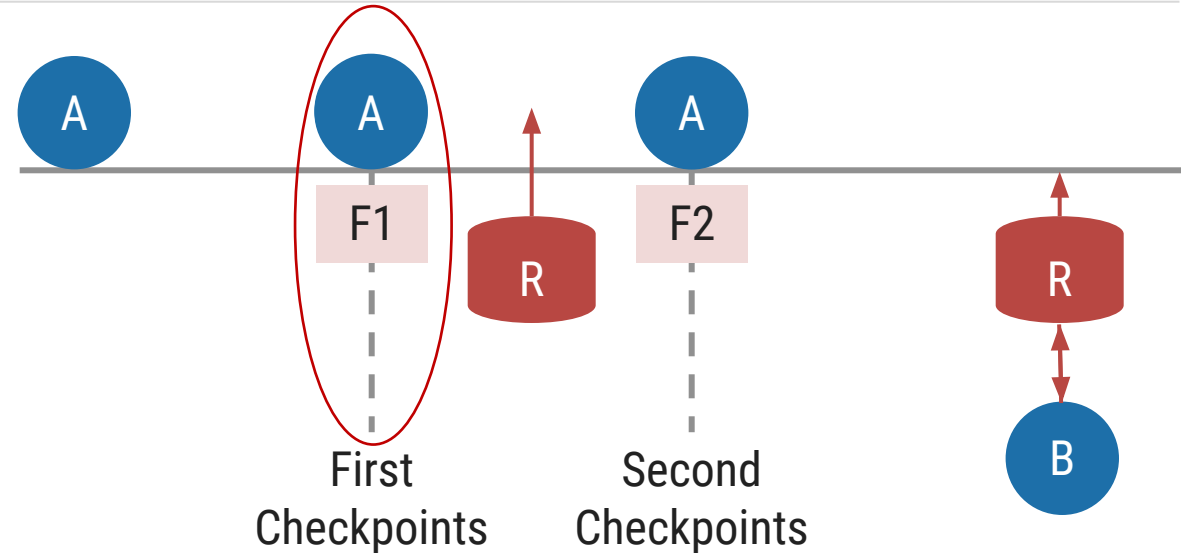 A
A
A
F1
F2
R
R
B
First
Checkpoints
Second
Checkpoints